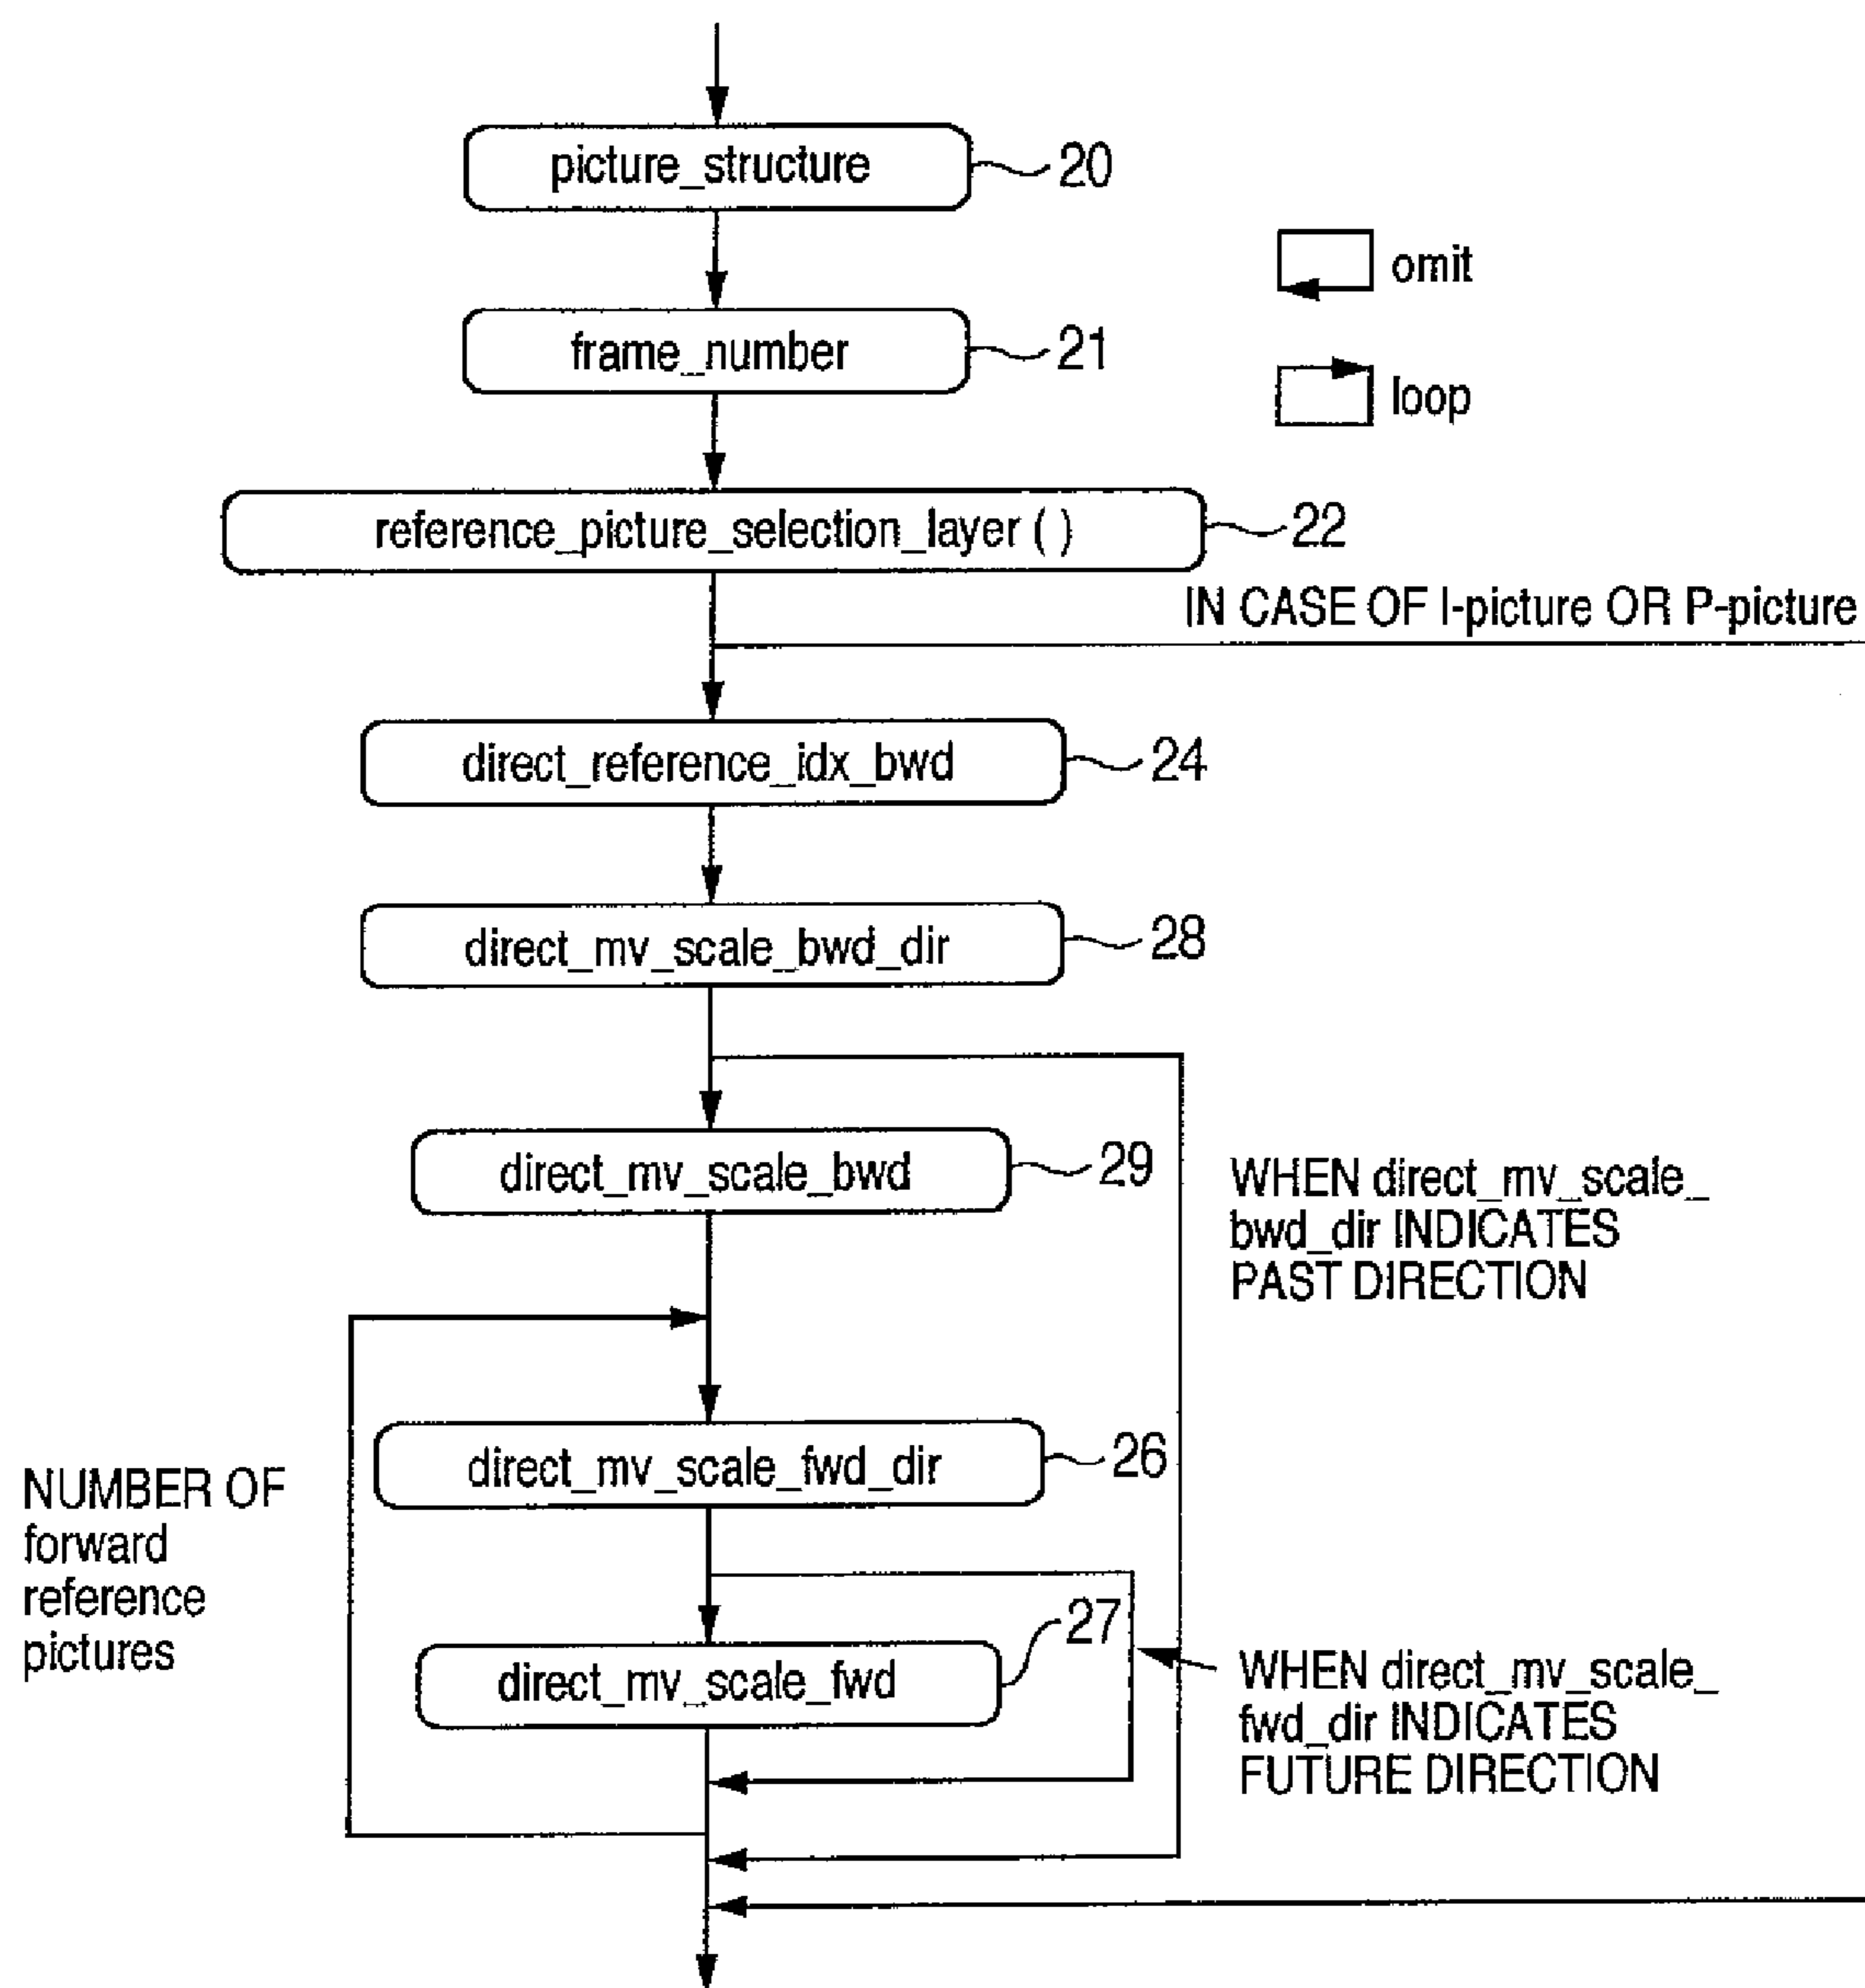 picture_structure
20
omit
frame_number
21
loop
reference_picture_selection_layer ( )
22
IN CASE OF I-picture OR P-picture
direct_reference_idx_bwd
24
direct_mv_scale_bwd_dir
28
direct_mv_scale_bwd
29
WHEN direct_mv_scale_
bwd_dir INDICATES
PAST DIRECTION
direct_mv_scale_fwd_dir
26
NUMBER OF
forward
reference
pictures
27
direct_mv_scale_fwd
WHEN direct_mv_scale_
fwd_dir INDICATES
FUTURE DIRECTION